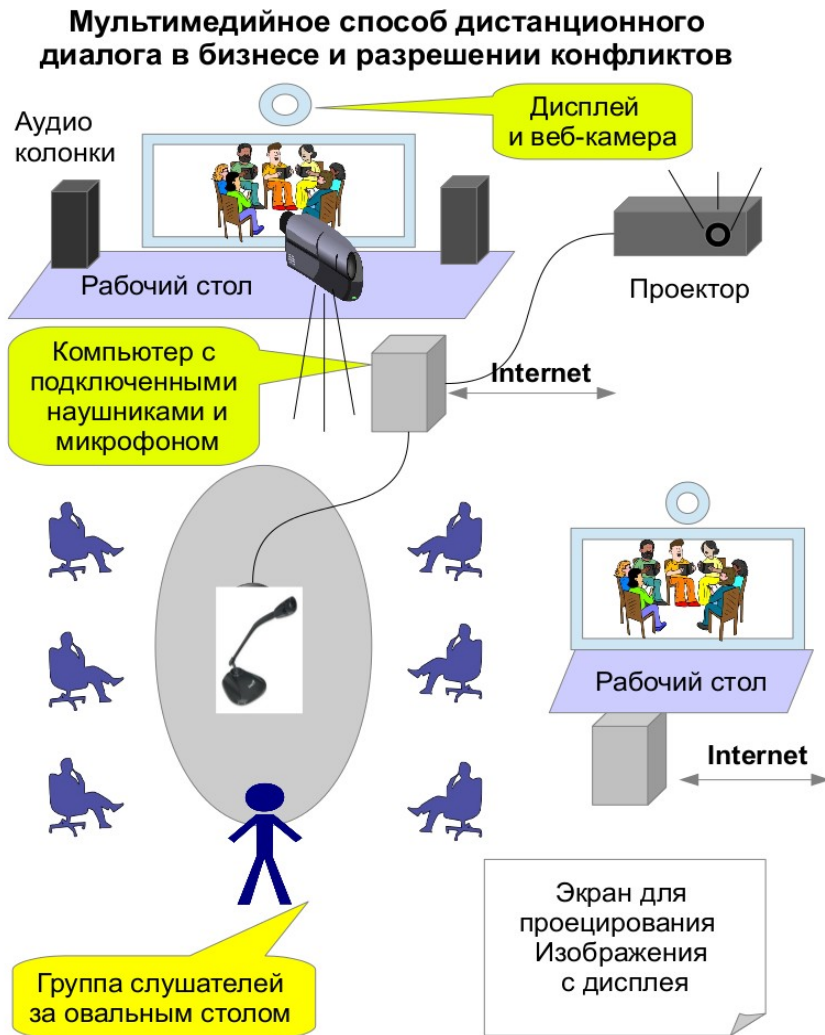 Мультимедийное способ дистанционного
диалога в бизнесе и разрешении конфликтов
Аудио
колонки
Дисплей
и веб-камера
Рабочий стол
Проектор
Компьютер с
подключенными
наушниками и
микрофоном
Internet
Рабочий стол
Internet
Экран для
проецирования
Изображения
с дисплея
Группа слушателей
за овальным столом